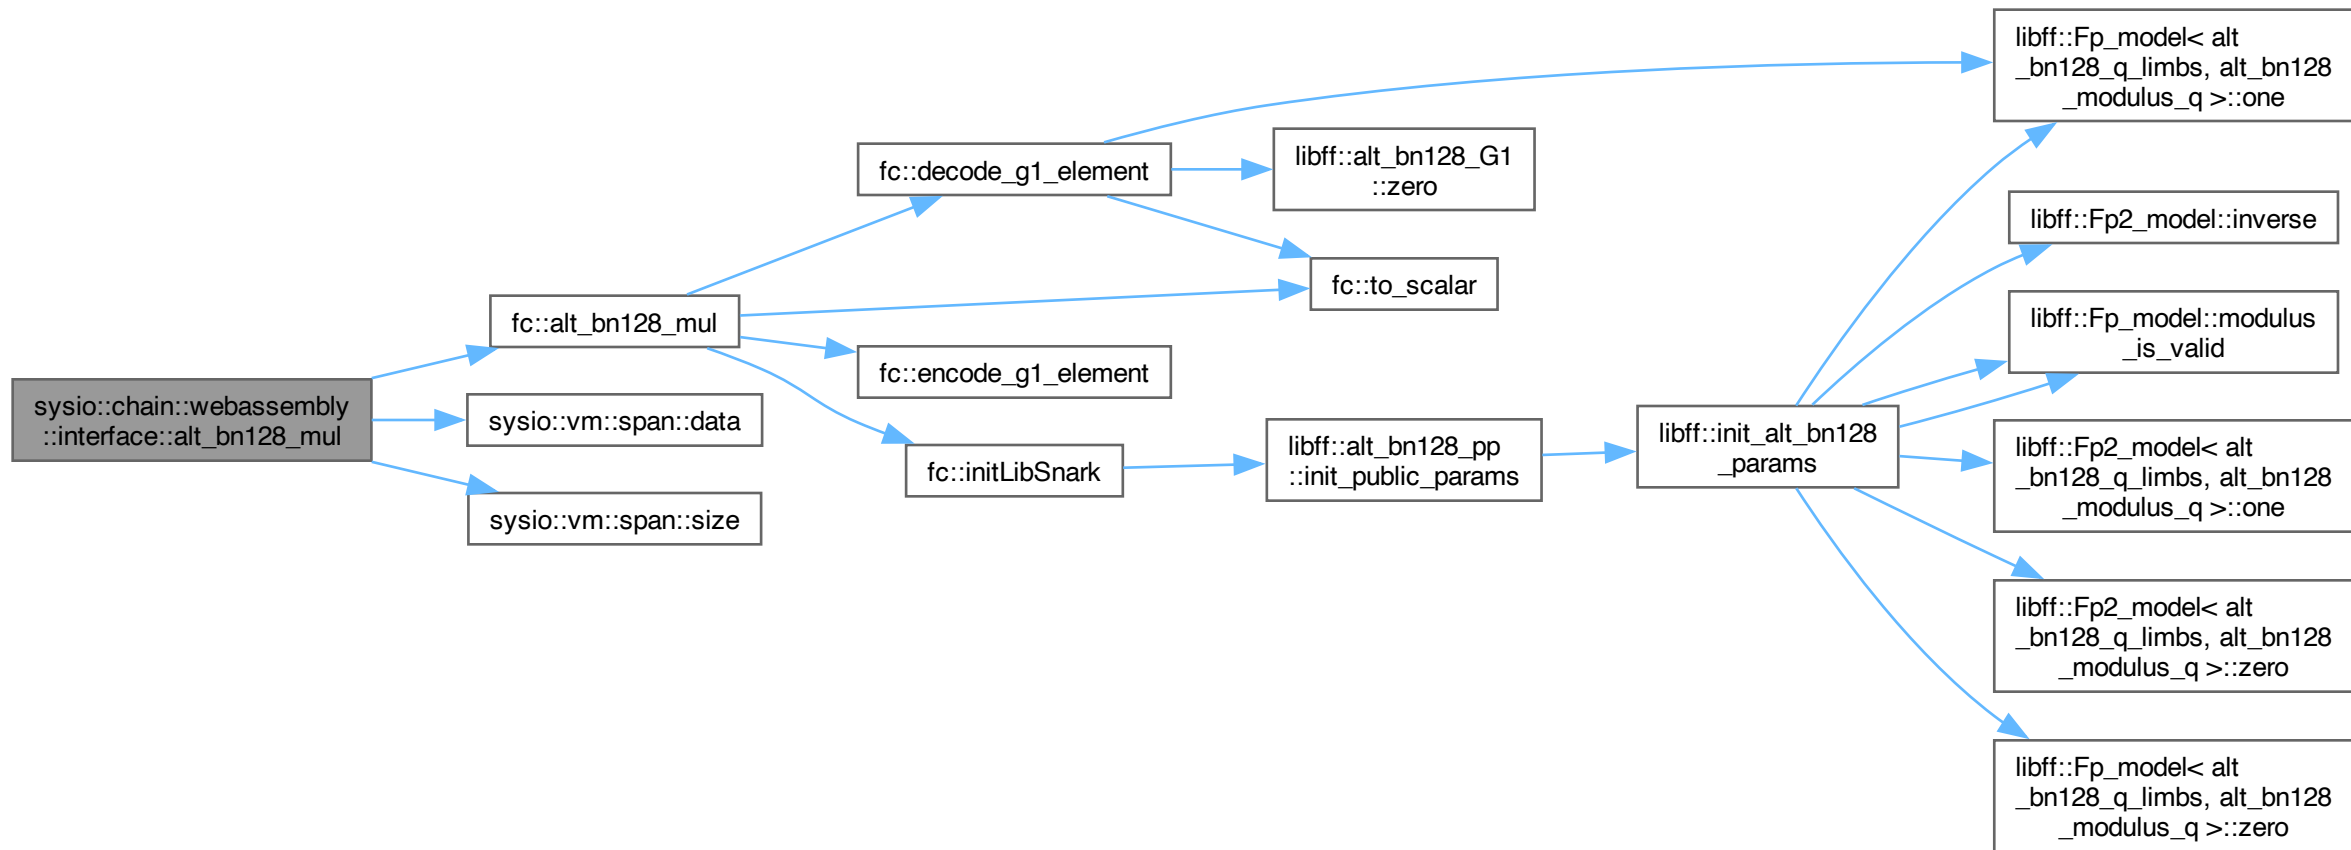 sysio::chain::webassembly
::interface::alt_bn128_mul
fc::alt_bn128_mul
sysio::vm::span::data
sysio::vm::span::size
fc::decode_g1_element
fc::encode_g1_element
fc::initLibSnark
libff::alt_bn128_G1
::zero
fc::to_scalar
libff::alt_bn128_pp
::init_public_params
libff::init_alt_bn128
_params
libff::Fp_model< alt
_bn128_q_limbs, alt_bn128
_modulus_q >::one
libff::Fp2_model::inverse
libff::Fp_model::modulus
_is_valid
libff::Fp2_model< alt
_bn128_q_limbs, alt_bn128
_modulus_q >::one
libff::Fp2_model< alt
_bn128_q_limbs, alt_bn128
_modulus_q >::zero
libff::Fp_model< alt
_bn128_q_limbs, alt_bn128
_modulus_q >::zero